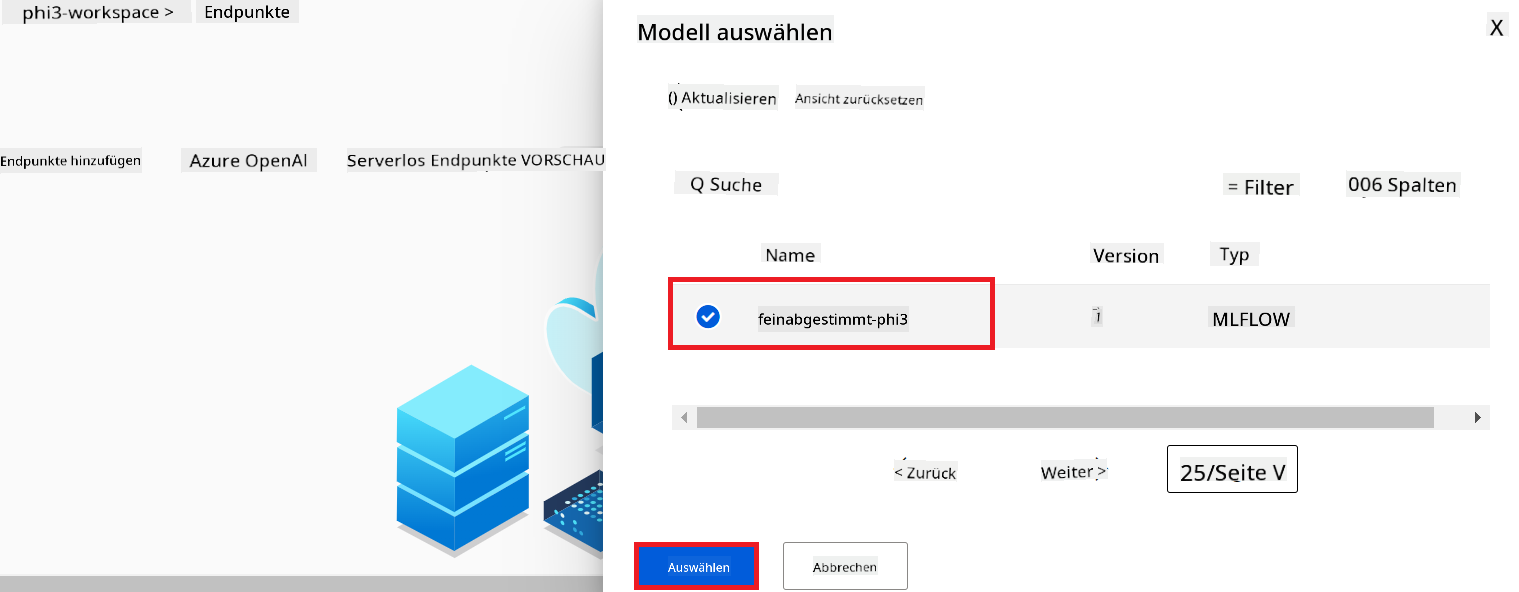 phi3-workspace >
Endpunkte
Endpunkte hinzufügen
Azure OpenAI
Serverlos Endpunkte VORSCHAU
Modell auswählen
X
() Aktualisieren
Ansicht zurücksetzen
Q Suche
= Filter
006 Spalten
Name
Version
Typ
feinabgestimmt-phi3
1
MLFLOW
< Zurück
Weiter >
25/Seite V
Auswählen
Abbrechen